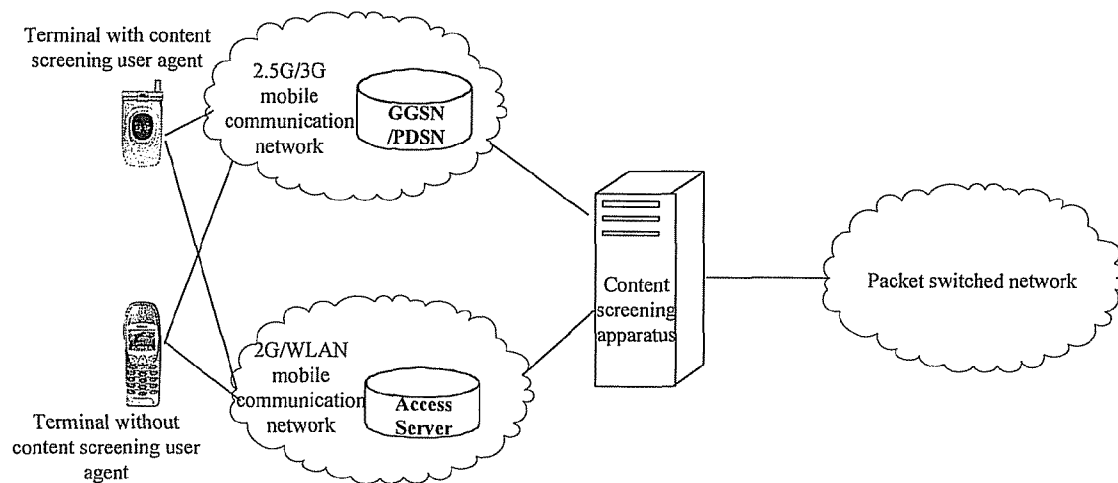 Terminal with content
screening user agent
2.5G/3G
mobile
communication
network
GGSN
/PDSN
Content
screening
apparatus
Packet switched network
2G/WLAN
mobile
communication
network
Access
Server
Terminal without
content screening user
agent